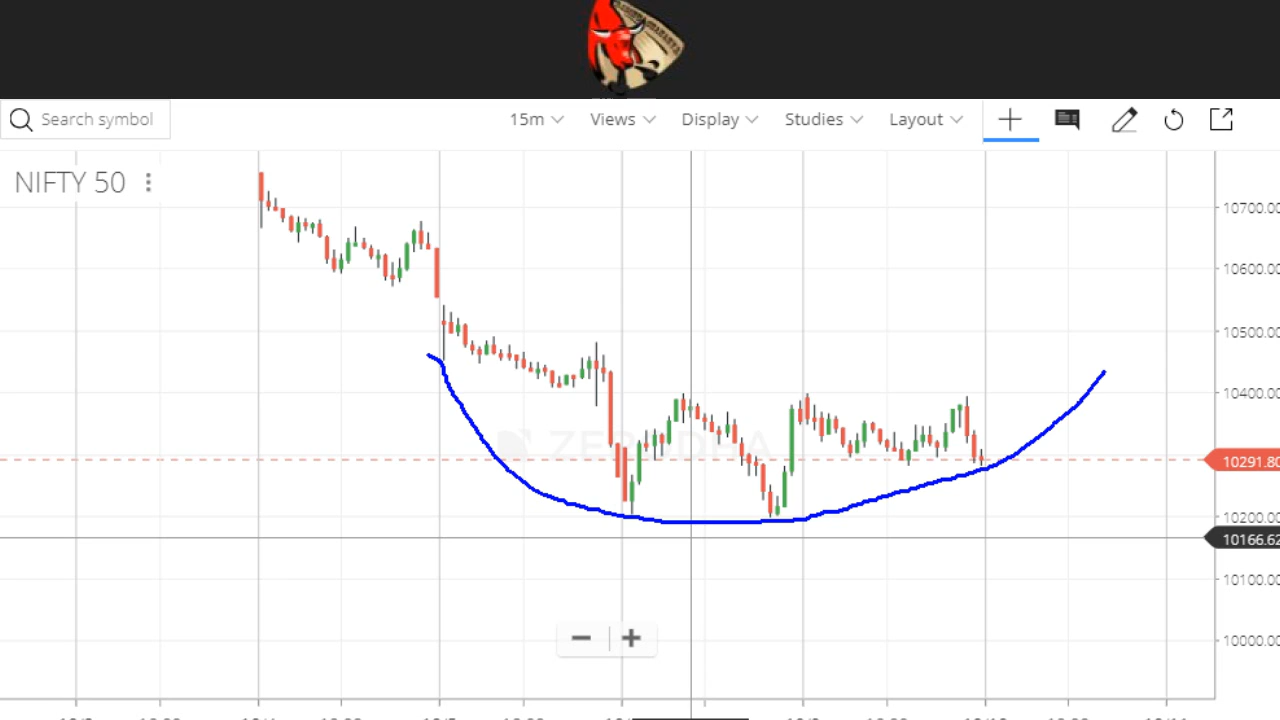 Search symbol
15m Views Display Studies Layout
NIFTY 50
10700.00
10600.00
10500.00
10400.00
ZERODHA
10291.80
10200.00
10166.62
10100.00
10000.00